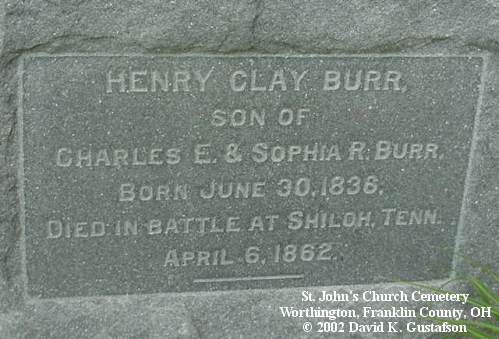 HENRY CLAY BURR,
SON OF
CHARLES E. & SOPHIA R. BURR.
BORN JUNE 30, 1838,
DIED IN BATTLE AT SHILOH, TENN.
APRIL 6, 1862.
St. John's Church Cemetery
Worthington, Franklin County, OH
© 2002 David K. Gustafson